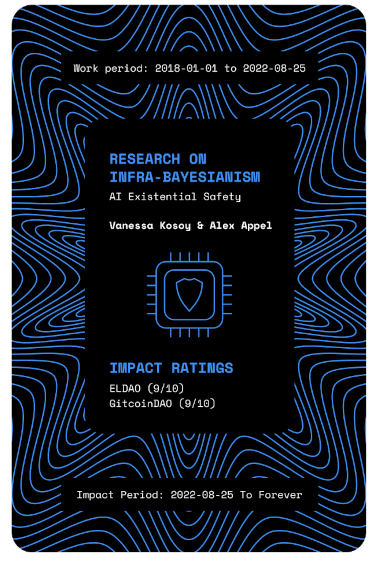 Work period: 2018-01-01 to 2022-08-25
RESEARCH ON
INFRA-BAYESIANISM
AI Existential Safety
Vanessa Kosoy & Alex Appel
IMPACT RATINGS
ELDAO (9/10)
GitcoinDAO (9/10)
Impact Period: 2022-08-25 To Forever